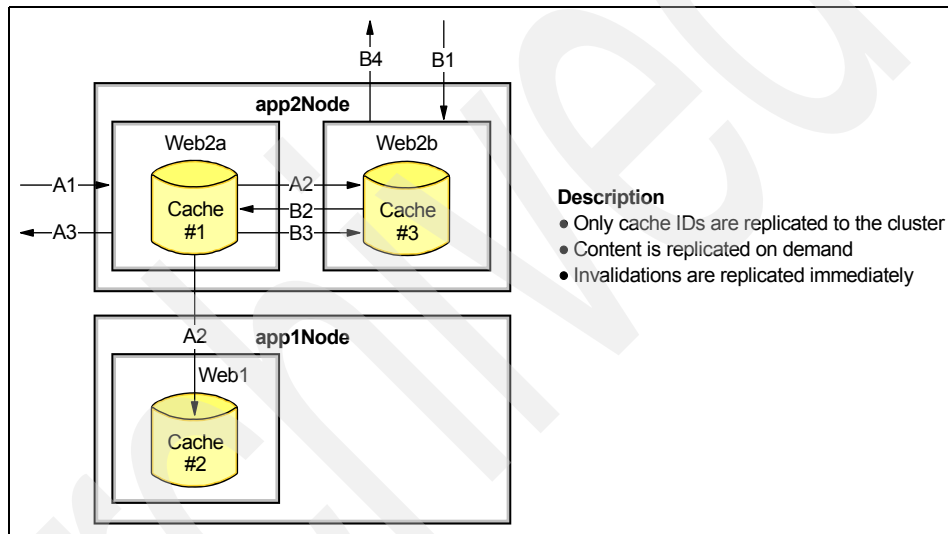 B4
B1
app2Node
Web2a
Web2b
A1
A2
B2
A3
B3
Cache
#1
Cache
#3
Description
• Only cache IDs are replicated to the cluster
• Content is replicated on demand
• Invalidations are replicated immediately
A2
app1Node
Web1
Cache
#2